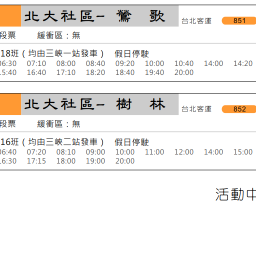 北大社區- 鶯 歌 台北客運 851
段票 緩衝區：無
18班（均由三峽一站發車） 假日停駛
06:30 07:10 08:00 08:40 09:20 10:00 10:40 14:00 14:20
15:40 16:40 17:10 18:20 18:40 19:40 20:00
北大社區- 樹 林 台北客運 852
段票 緩衝區：無
16班（均由三峽二站發車） 假日停駛
06:40 07:20 08:10 09:00 10:00 11:00 12:00 14:00 15:00
16:30 17:15 18:00 19:00 20:00
活動中